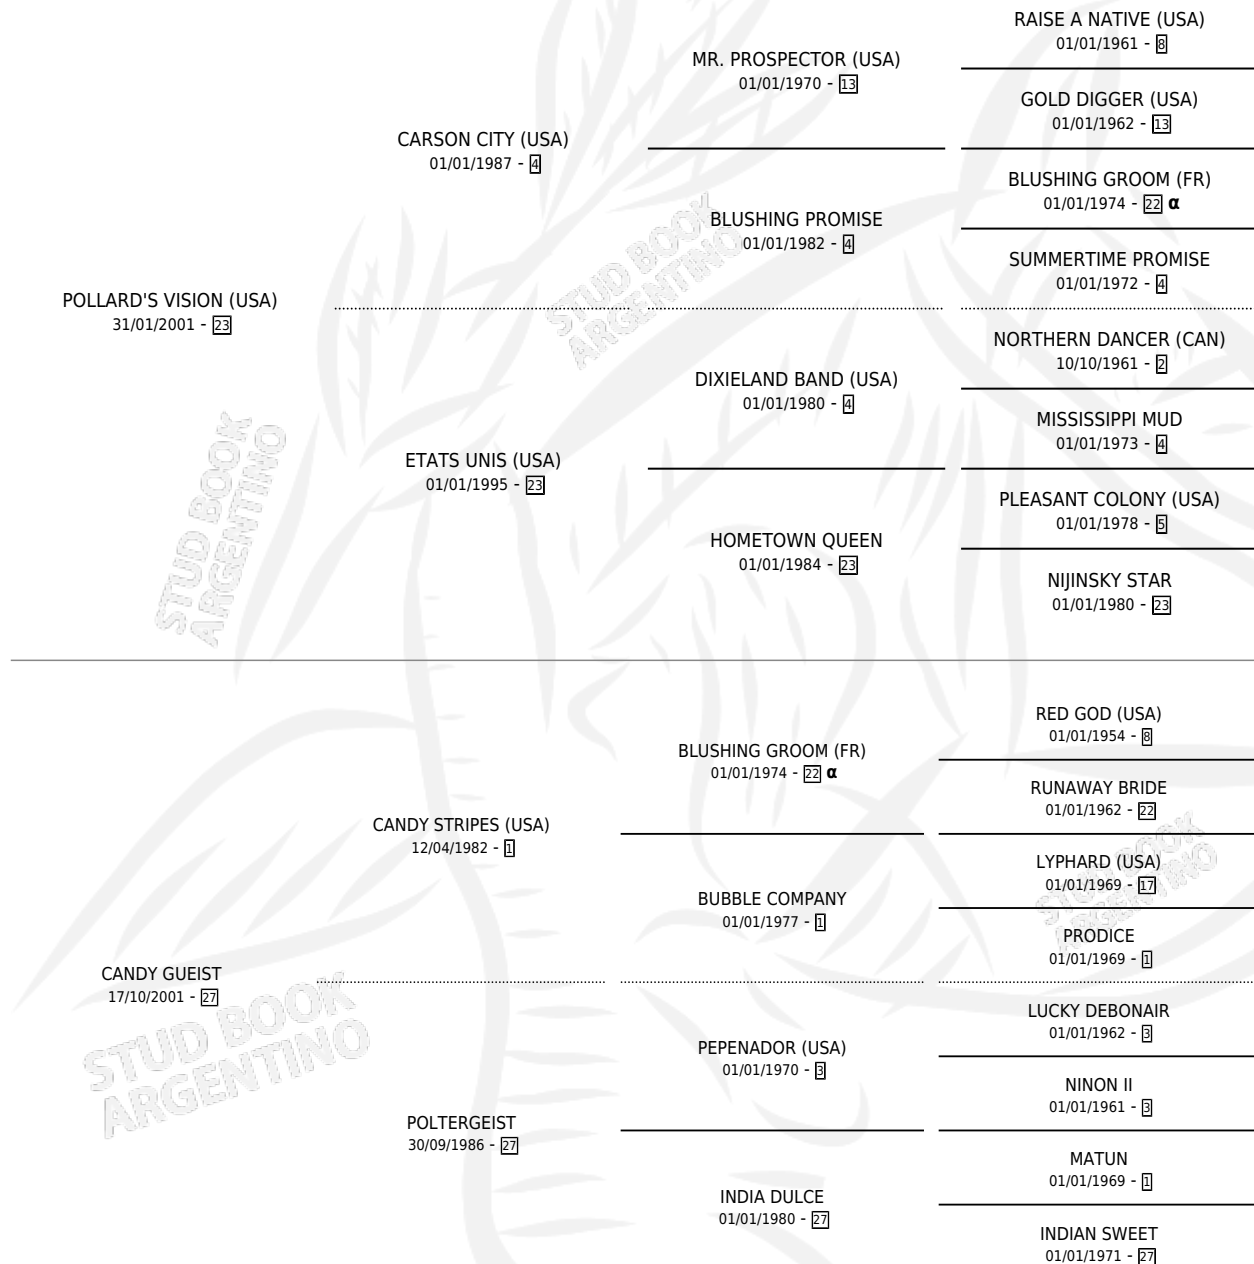 RAISE A NATIVE (USA)
01/01/1961 - 8
MR. PROSPECTOR (USA)
01/01/1970 - 13
GOLD DIGGER (USA)
01/01/1962 - 13
CARSON CITY (USA)
01/01/1987 - 4
BLUSHING GROOM (FR)
01/01/1974 - 22 α
BLUSHING PROMISE
01/01/1982 - 4
SUMMERTIME PROMISE
01/01/1972 - 4
POLLARD'S VISION (USA)
31/01/2001 - 23
STUD BOOK
ARGENTINO
NORTHERN DANCER (CAN)
10/10/1961 - 2
DIXIELAND BAND (USA)
01/01/1980 - 4
MISSISSIPPI MUD
01/01/1973 - 4
ETATS UNIS (USA)
01/01/1995 - 23
PLEASANT COLONY (USA)
01/01/1978 - 5
HOMETOWN QUEEN
01/01/1984 - 23
NIJINSKY STAR
01/01/1980 - 23
STUD BOOK
ARGENTINO
RED GOD (USA)
01/01/1954 - 8
BLUSHING GROOM (FR)
01/01/1974 - 22 α
RUNAWAY BRIDE
01/01/1962 - 22
CANDY STRIPES (USA)
12/04/1982 - 1
LYPHARD (USA)
01/01/1969 - 17
STUD BOOK
ARGENTINO
BUBBLE COMPANY
01/01/1977 - 1
PRODICE
01/01/1969 - 1
CANDY GUEIST
17/10/2001 - 27
STUD BOOK
ARGENTINO
LUCKY DEBONAIR
01/01/1962 - 3
PEPENADOR (USA)
01/01/1970 - 3
NINON II
01/01/1961 - 3
POLTERGEIST
30/09/1986 - 27
MATUN
01/01/1969 - 1
INDIA DULCE
01/01/1980 - 27
INDIAN SWEET
01/01/1971 - 27